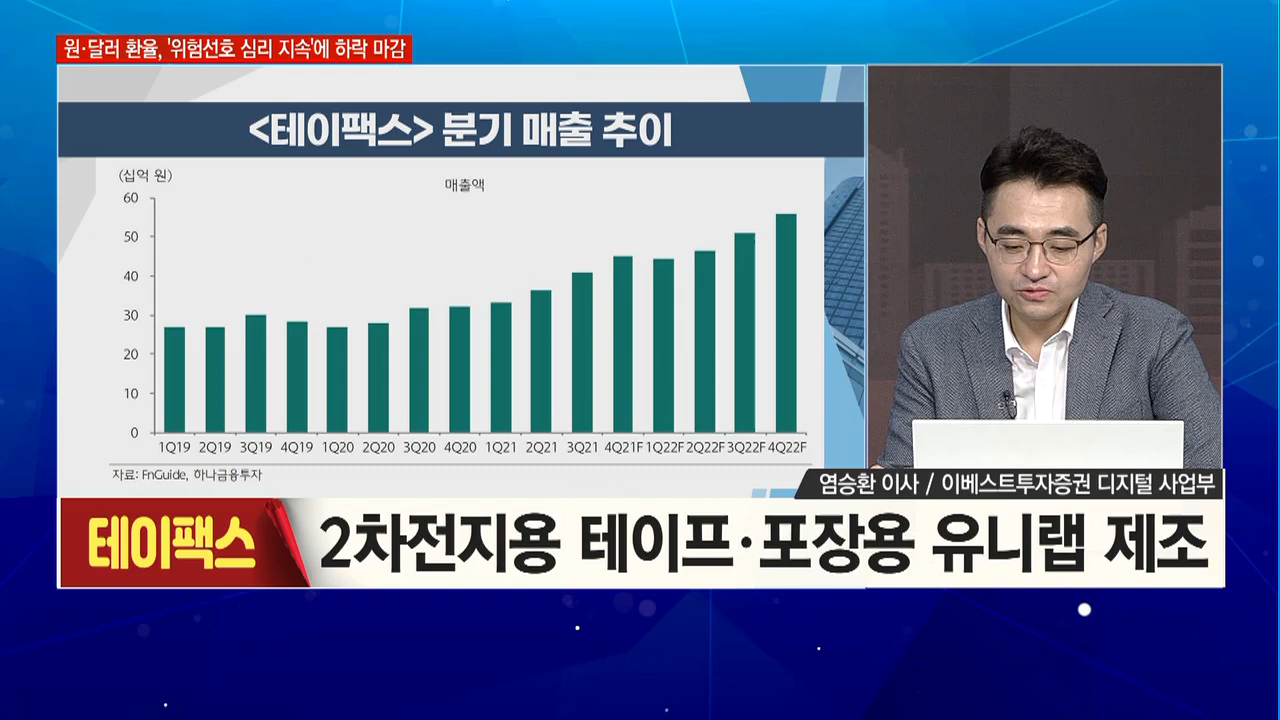 원·달러 환율, '위험선호 심리 지속'에 하락 마감
<테이팩스> 분기 매출 추이
(십억 원)
매출액
60
50
40
30
20
10
0
1Q19 2Q19 3Q19 4Q19 1Q20 2Q20 3Q20 4Q20 1Q21 2Q21 3Q21 4Q21F 1Q22F 2Q22F 3Q22F 4Q22F
자료: FnGuide, 하나금융투자
염승환 이사 / 이베스트투자증권 디지털 사업부
테이팩스
2차전지용 테이프·포장용 유니랩 제조